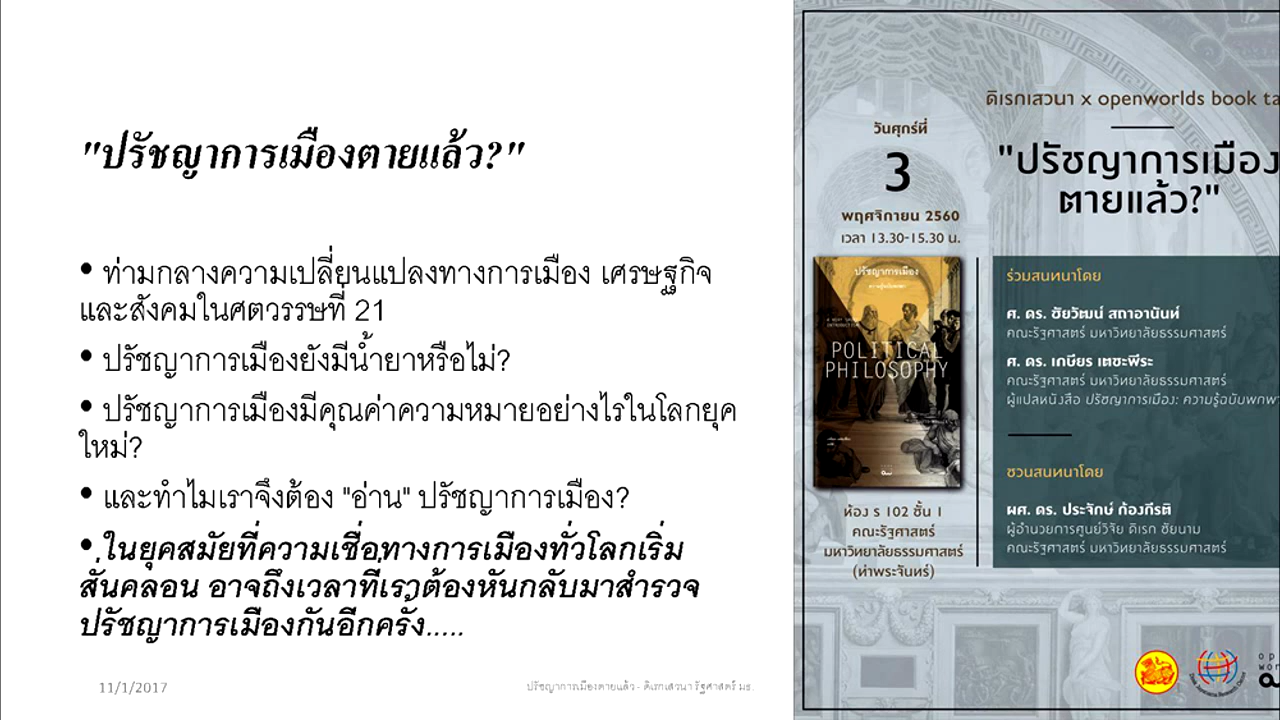 "ปรัชญาการเมืองตายแล้ว?"
• ท่ามกลางความเปลี่ยนแปลงทางการเมือง เศรษฐกิจ
และสังคมในศตวรรษที่ 21
• ปรัชญาการเมืองยังมีน้ำยาหรือไม่?
• ปรัชญาการเมืองมีคุณค่าความหมายอย่างไรในโลกยุค
ใหม่?
• และทำไมเราจึงต้อง "อ่าน" ปรัชญาการเมือง?
• ในยุคสมัยที่ความเชื่อทางการเมืองทั่วโลกเริ่ม
สั่นคลอน อาจถึงเวลาที่เราต้องหันกลับมาสำรวจ
ปรัชญาการเมืองกันอีกครั้ง.....
11/1/2017
ปรัชญาการเมืองตายแล้ว - ดิเรกเสวนา รัฐศาสตร์ มธ.
ดิเรกเสวนา x openworlds book ta
วันศุกร์ที่
3
พฤศจิกายน 2560
เวลา 13.30-15.30 น.
"ปรัชญาการเมือง
ตายแล้ว?"
ปรัชญาการเมือง
A VERY SHORT
INTRODUCTION
POLITICAL
PHILOSOPHY
ห้อง ร 102 ชั้น 1
คณะรัฐศาสตร์
มหาวิทยาลัยธรรมศาสตร์
(ท่าพระจันทร์)
ร่วมสนทนาโดย
ศ. ดร. ชัยวัฒน์ สถาอานันท์
คณะรัฐศาสตร์ มหาวิทยาลัยธรรมศาสตร์
ศ. ดร. เกษียร เตชะพีระ
คณะรัฐศาสตร์ มหาวิทยาลัยธรรมศาสตร์
ผู้แปลหนังสือ ปรัชญาการเมือง: ความรู้ฉบับพกพา
ชวนสนทนาโดย
ผศ. ดร. ประจักษ์ ก้องกีรติ
ผู้อำนวยการศูนย์วิจัย ดิเรก ชัยนาม
คณะรัฐศาสตร์ มหาวิทยาลัยธรรมศาสตร์
op
wor